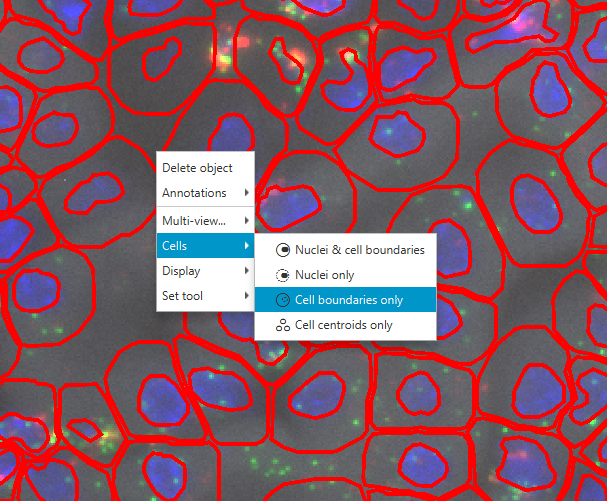 Delete object
Annotations
Multi-view...
Cells
Display
Set tool
Nuclei & cell boundaries
Nuclei only
Cell boundaries only
Cell centroids only